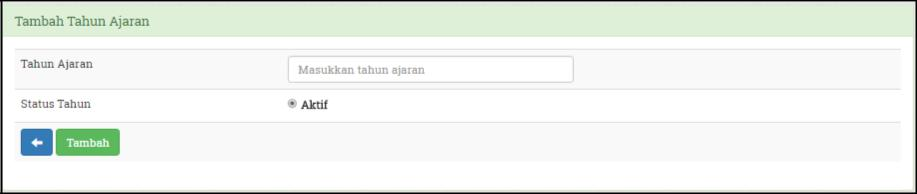 Tambah Tahun Ajaran
Tahun Ajaran
Masukkan tahun ajaran
Status Tahun
Aktif
Tambah